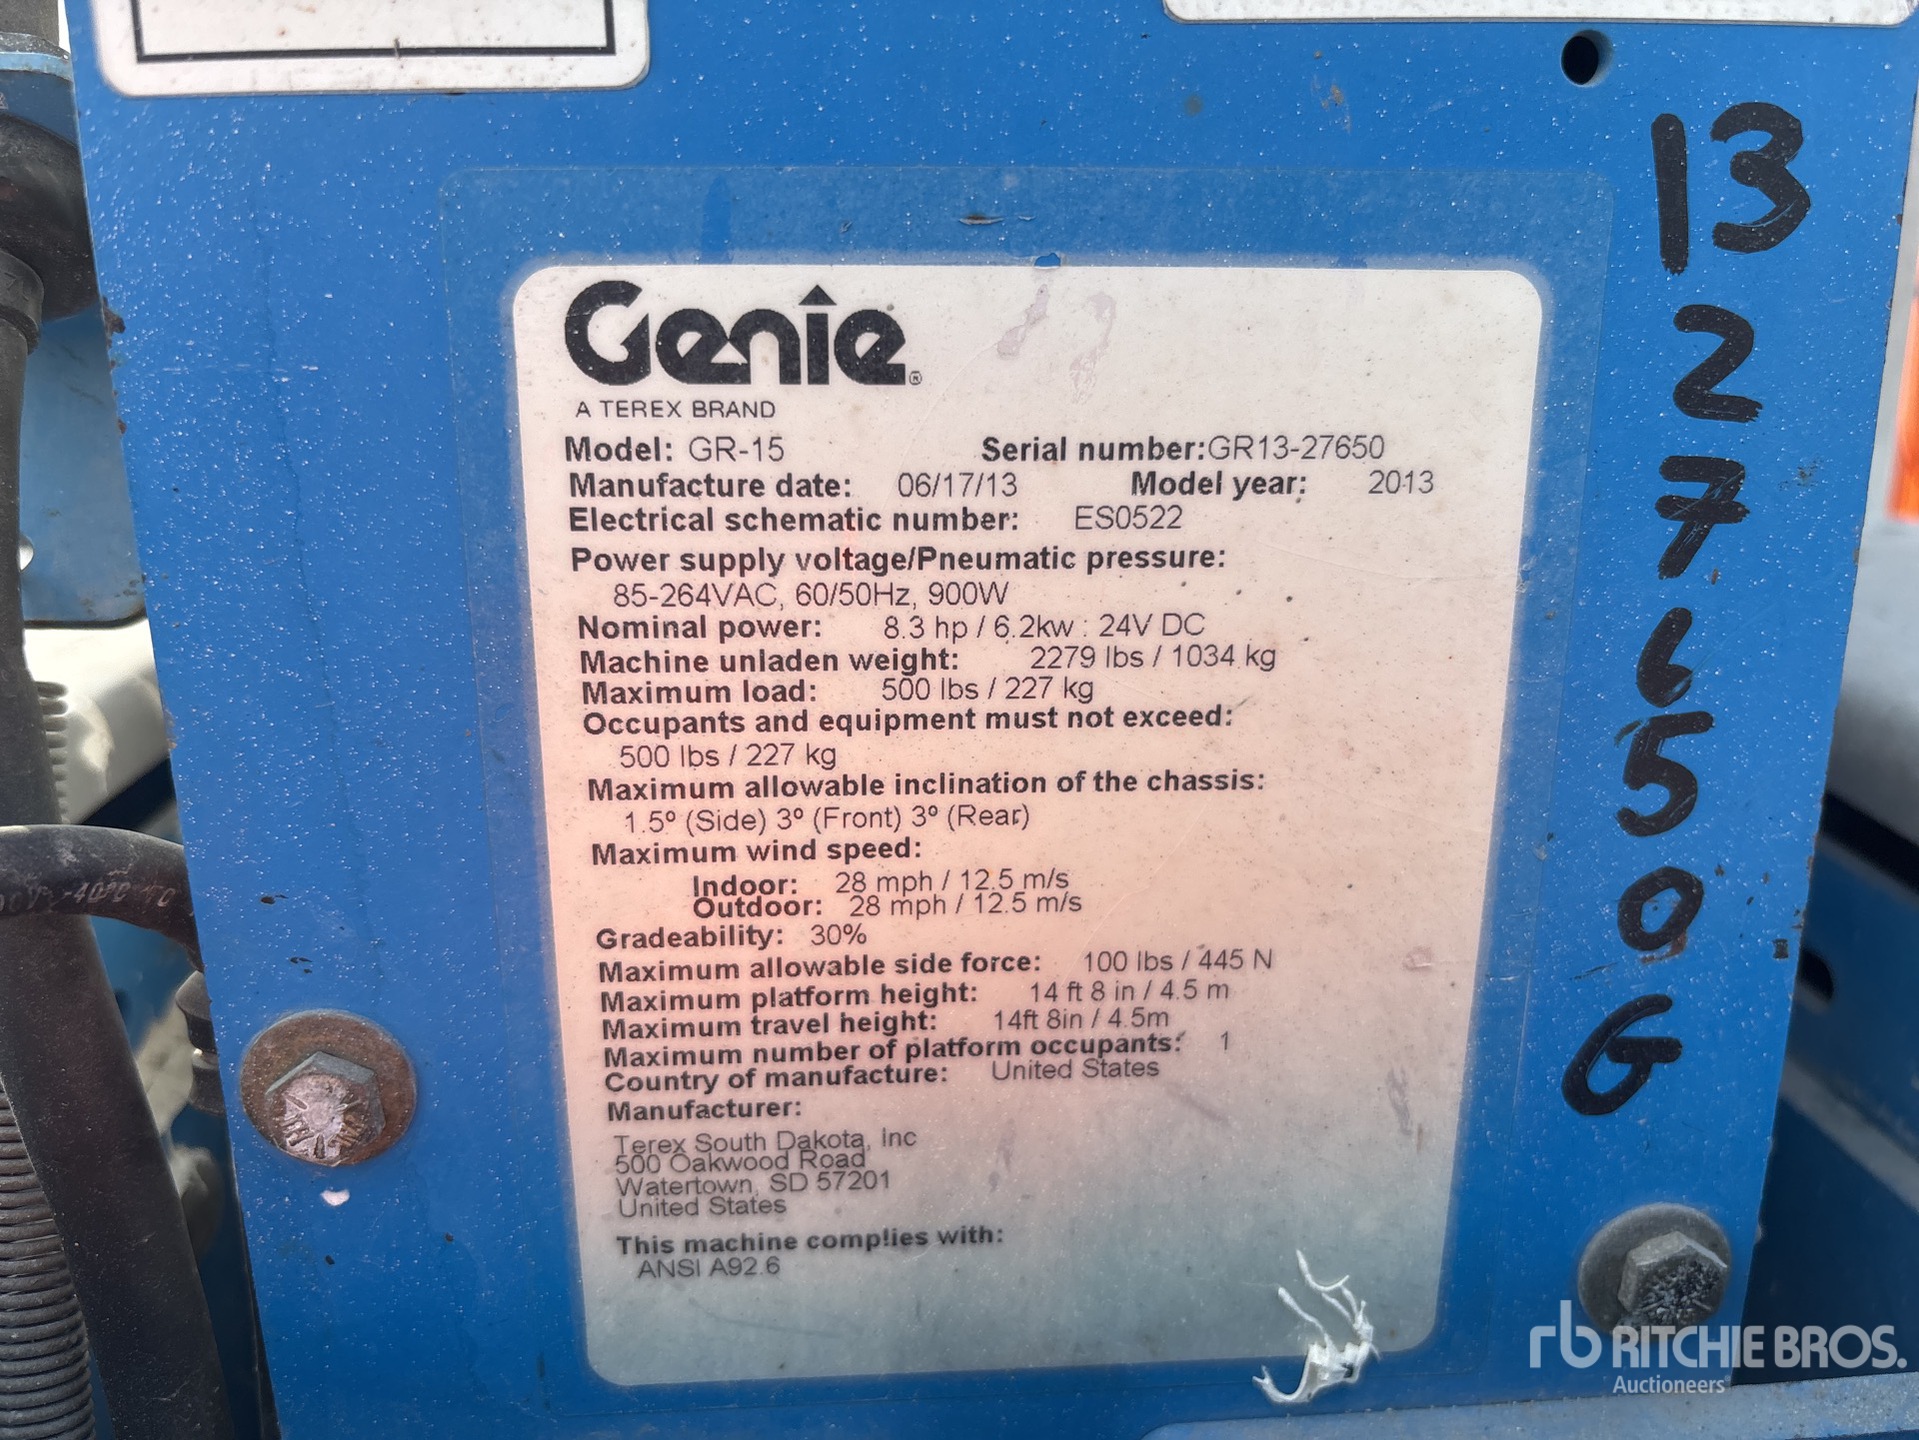 Genie®
A TEREX BRAND
Model: GR-15 Serial number:GR13-27650
Manufacture date: 06/17/13 Model year: 2013
Electrical schematic number: ES0522
Power supply voltage/Pneumatic pressure:
85-264VAC, 60/50Hz, 900W
Nominal power: 8.3 hp / 6.2kw : 24V DC
Machine unladen weight: 2279 lbs / 1034 kg
Maximum load: 500 lbs / 227 kg
Occupants and equipment must not exceed:
500 lbs / 227 kg
Maximum allowable inclination of the chassis:
1.5º (Side) 3º (Front) 3º (Rear)
Maximum wind speed:
Indoor: 28 mph / 12.5 m/s
Outdoor: 28 mph / 12.5 m/s
Gradeability: 30%
Maximum allowable side force: 100 lbs / 445 N
Maximum platform height: 14 ft 8 in / 4.5 m
Maximum travel height: 14ft 8in / 4.5m
Maximum number of platform occupants: 1
Country of manufacture: United States
Manufacturer:
Terex South Dakota, Inc
500 Oakwood Road
Watertown, SD 57201
United States
This machine complies with:
ANSI A92.6
13
2
7
6
5
0
G
rb RITCHIE BROS.
Auctioneers